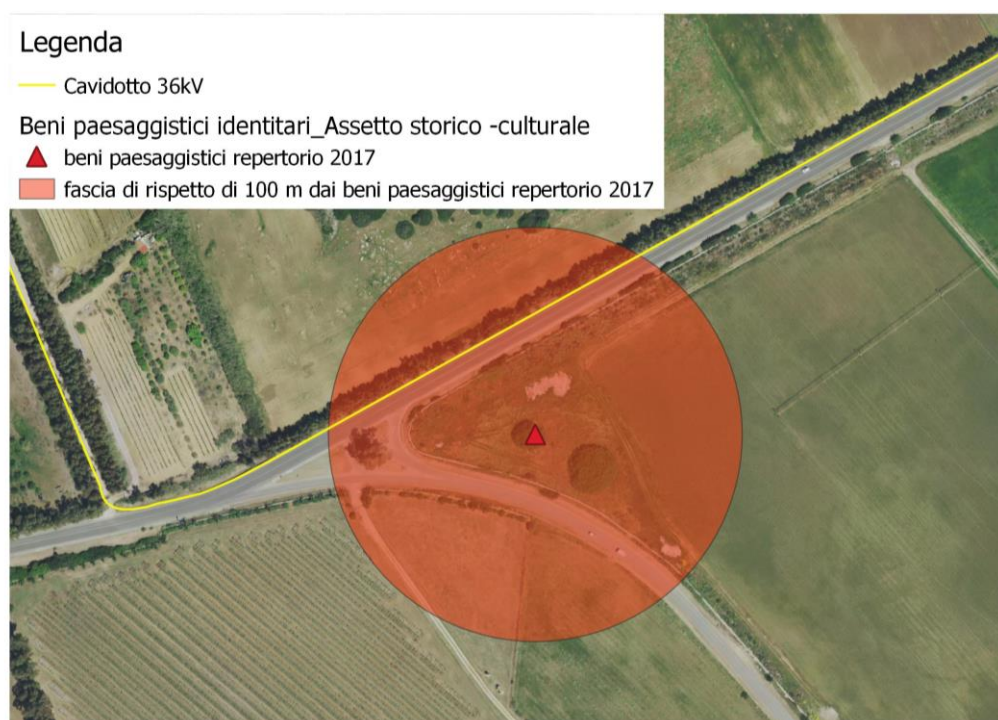 Legenda
Cavidotto 36kV
Beni paesaggistici identitari_Assetto storico -culturale
beni paesaggistici repertorio 2017
fascia di rispetto di 100 m dai beni paesaggistici repertorio 2017